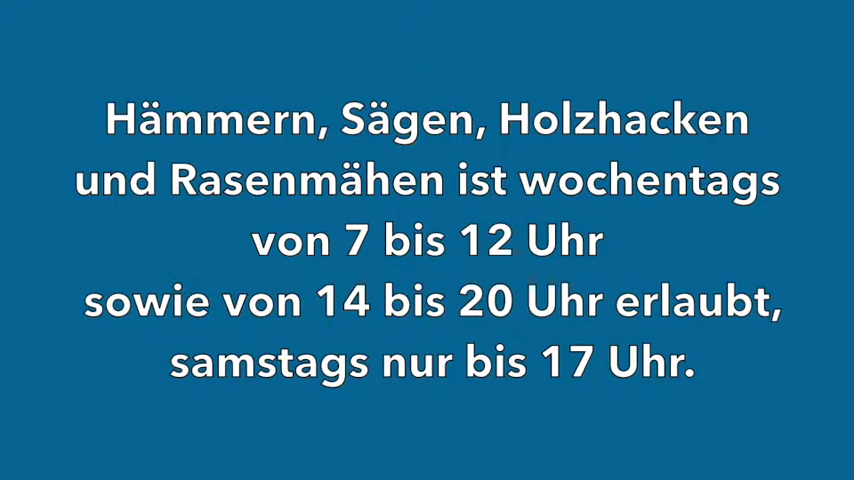 Hämmern, Sägen, Holzhacken
und Rasenmähen ist wochentags
von 7 bis 12 Uhr
sowie von 14 bis 20 Uhr erlaubt,
samstags nur bis 17 Uhr.